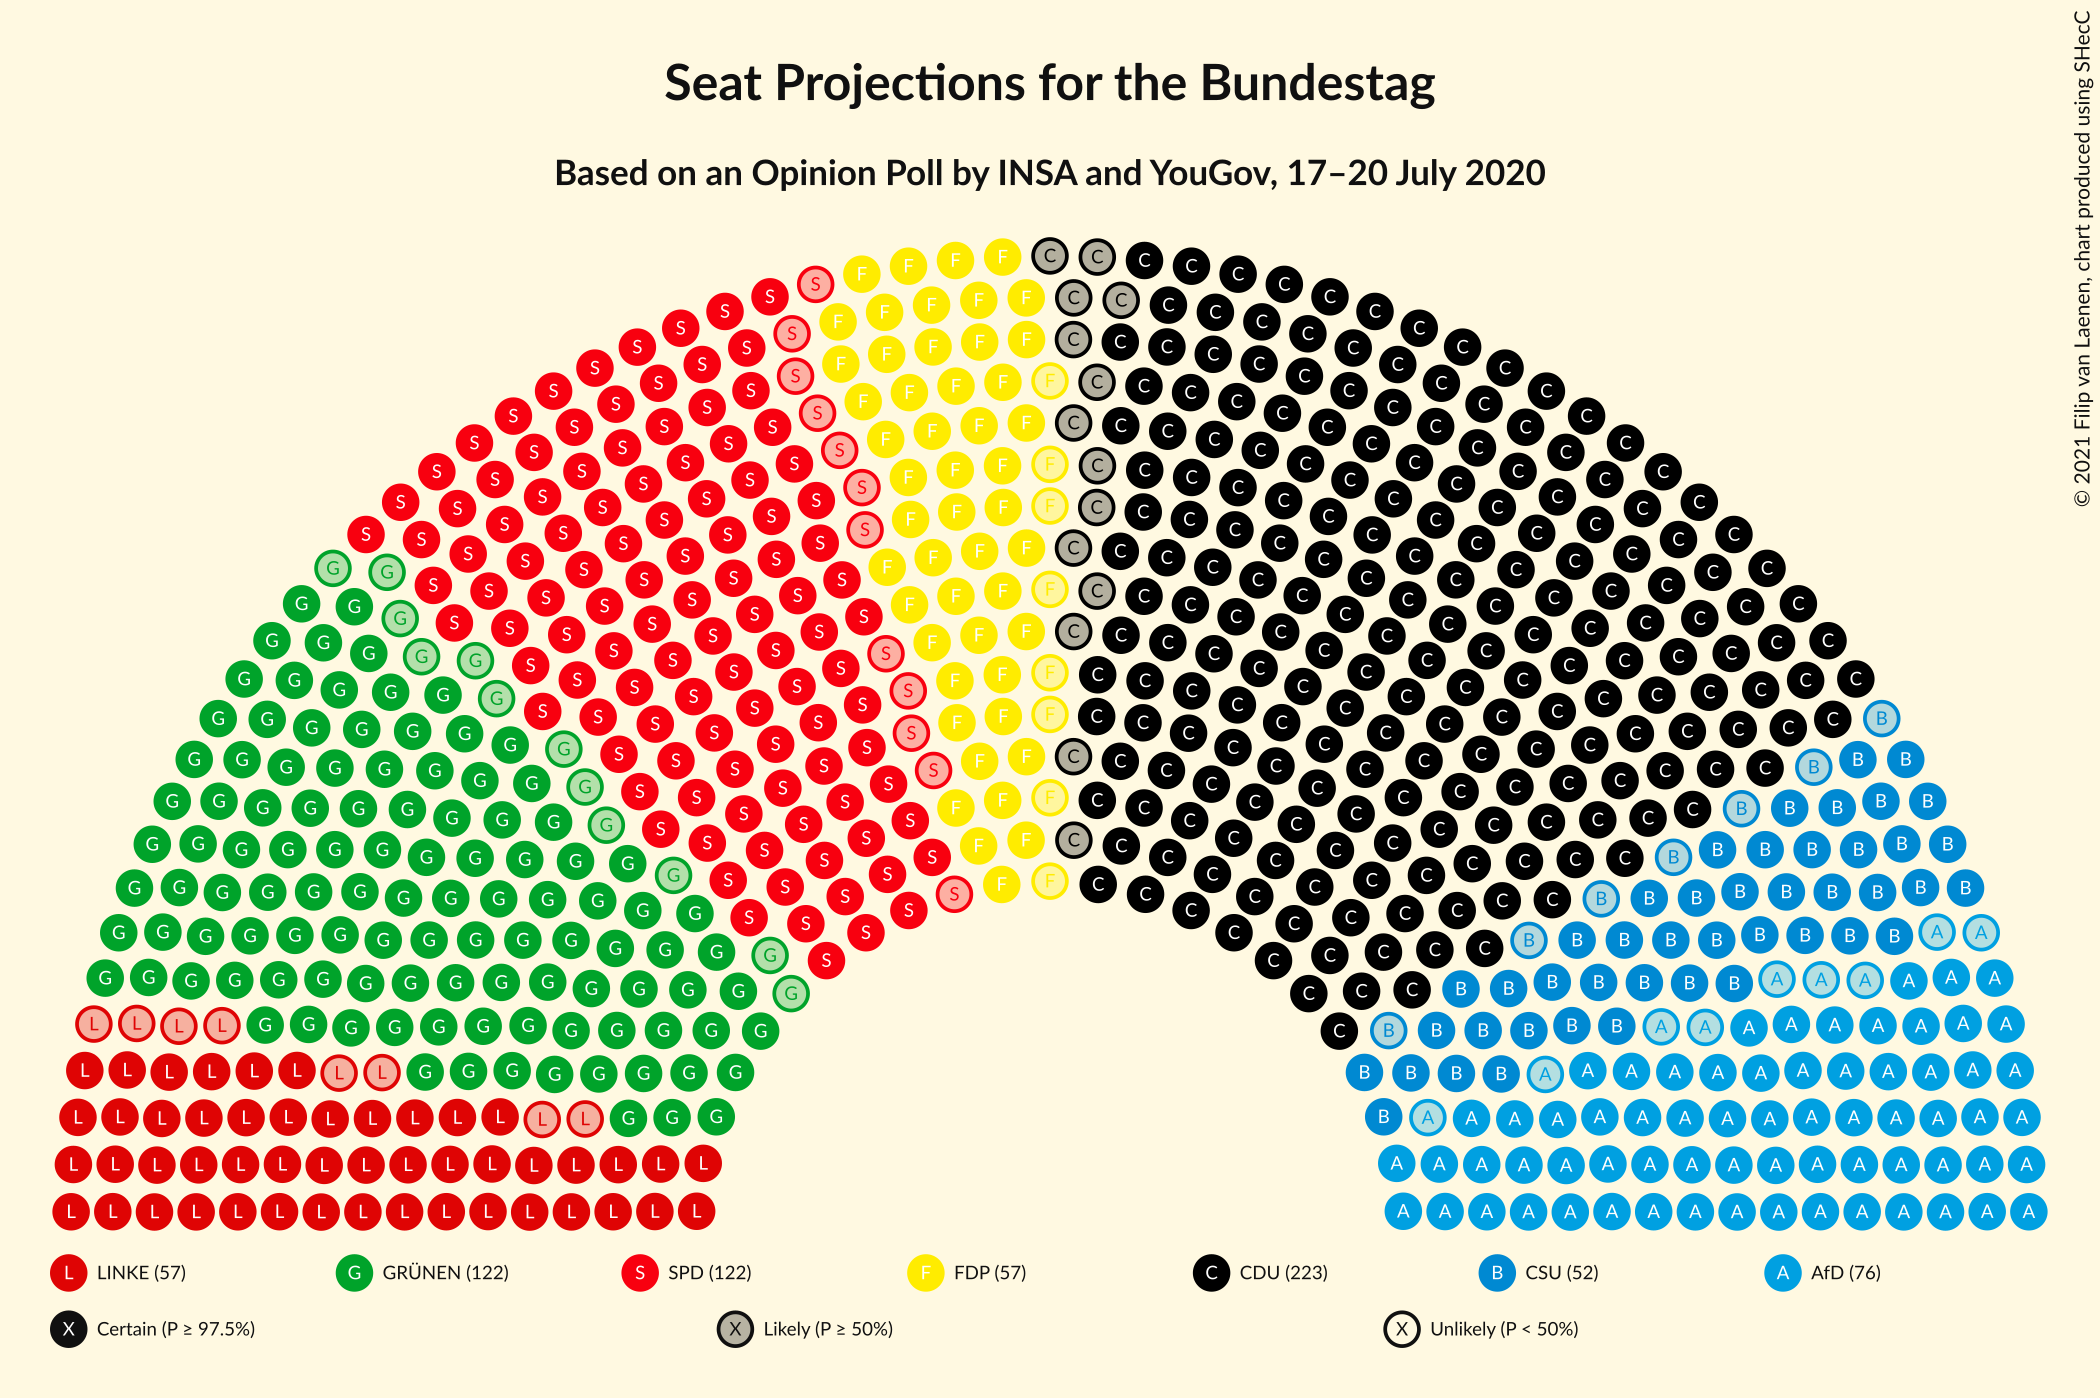 Seat Projections for the Bundestag
Based on an Opinion Poll by INSA and YouGov, 17–20 July 2020
© 2021 Filip van Laenen, chart produced using SHecC
L LINKE (57) G GRÜNEN (122) S SPD (122) F FDP (57) C CDU (223) B CSU (52) A AfD (76)
X Certain (P ≥ 97.5%) X Likely (P ≥ 50%) X Unlikely (P < 50%)